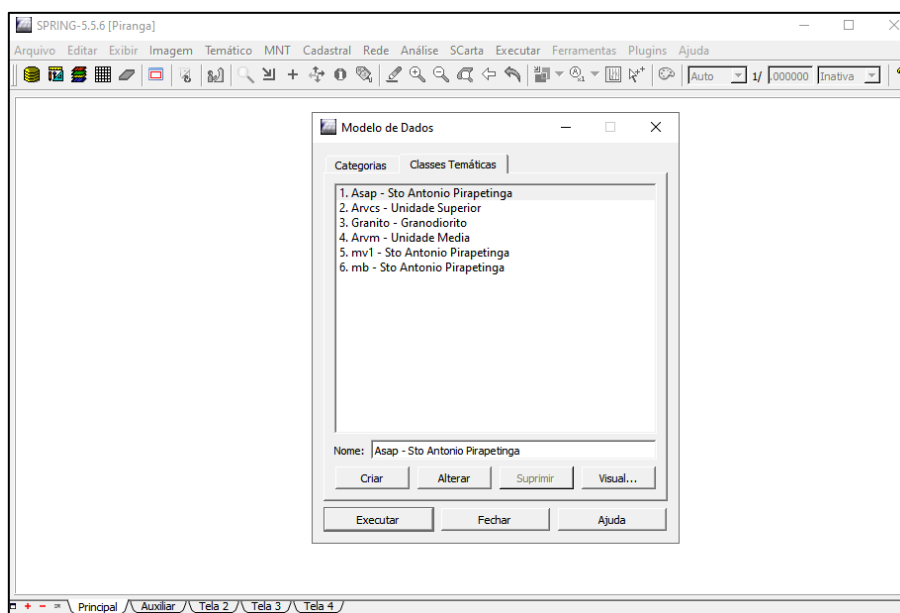 SPRING-5.5.6 [Piranga]
Arquivo Editar Exibir Imagem Temático MNT Cadastral Rede Análise SCarta Executar Ferramentas Plugins Ajuda
Auto 1/ .000000 Inativa
Modelo de Dados
Categorias Classes Temáticas
1. Asap - Sto Antonio Pirapetinga
2. Arvcs - Unidade Superior
3. Granito - Granodiorito
4. Arvm - Unidade Media
5. mv1 - Sto Antonio Pirapetinga
6. mb - Sto Antonio Pirapetinga
Nome: Asap - Sto Antonio Pirapetinga
Criar Alterar Suprimir Visual...
Executar Fechar Ajuda
Principal Auxiliar Tela 2 Tela 3 Tela 4